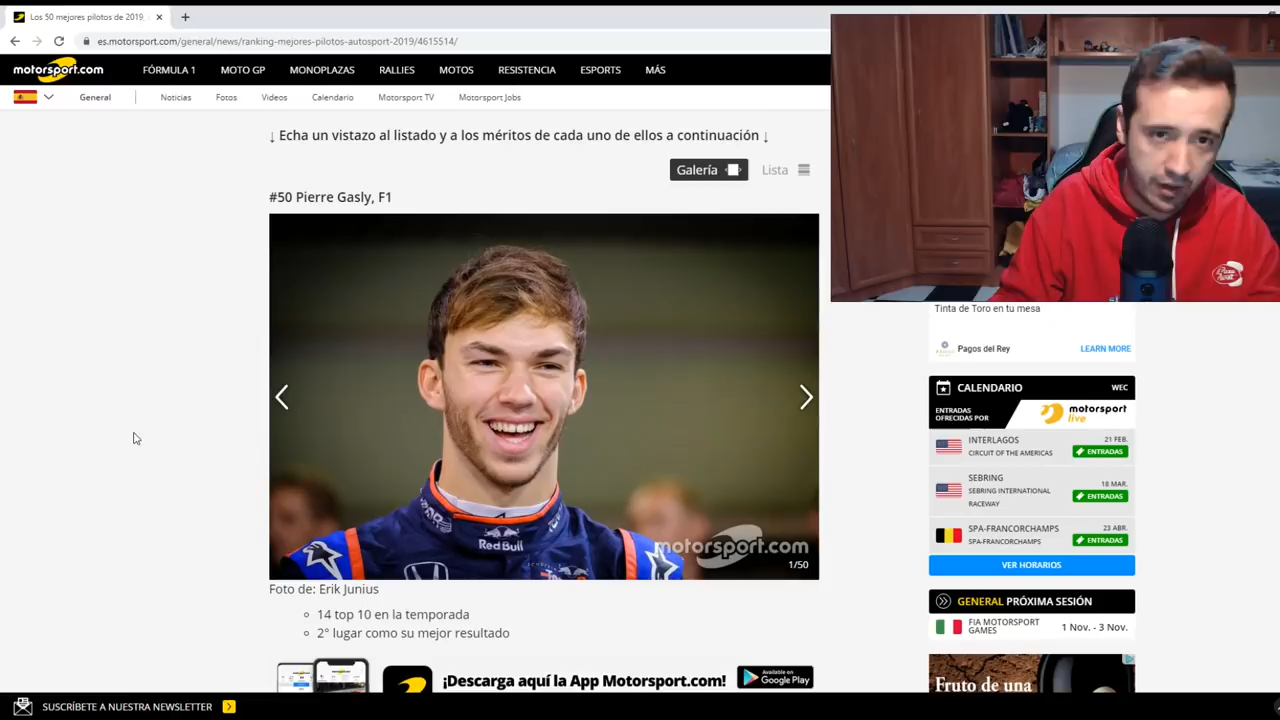 Los 50 mejores pilotos de 2019,
es.motorsport.com/general/news/ranking-mejores-pilotos-autosport-2019/4615514/
motorsport.com
FÓRMULA 1 MOTO GP MONOPLAZAS RALLIES MOTOS RESISTENCIA ESPORTS MÁS
General Noticias Fotos Videos Calendario Motorsport TV Motorsport Jobs
↓ Echa un vistazo al listado y a los méritos de cada uno de ellos a continuación ↓
Galería Lista
#50 Pierre Gasly, F1
Red Bull
motorsport.com
1/50
Foto de: Erik Junius
14 top 10 en la temporada
2° lugar como su mejor resultado
¡Descarga aquí la App Motorsport.com!
Available on
Google Play
Tinta de Toro en tu mesa
Pagos del Rey LEARN MORE
CALENDARIO WEC
ENTRADAS
OFRECIDAS POR
motorsport
live
INTERLAGOS 21 FEB.
CIRCUIT OF THE AMERICAS ENTRADAS
SEBRING 18 MAR.
SEBRING INTERNATIONAL
RACEWAY ENTRADAS
SPA-FRANCORCHAMPS 23 ABR.
SPA-FRANCORCHAMPS ENTRADAS
VER HORARIOS
GENERAL PRÓXIMA SESIÓN
FIA MOTORSPORT
GAMES 1 Nov. - 3 Nov.
Fruto de una
SUSCRÍBETE A NUESTRA NEWSLETTER